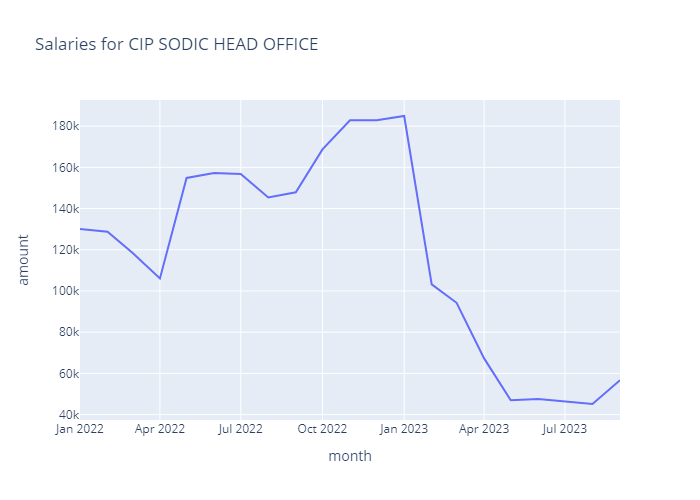 Salaries for CIP SODIC HEAD OFFICE
180k
160k
140k
120k
100k
80k
60k
40k
amount
Jan 2022 Apr 2022 Jul 2022 Oct 2022 Jan 2023 Apr 2023 Jul 2023
month